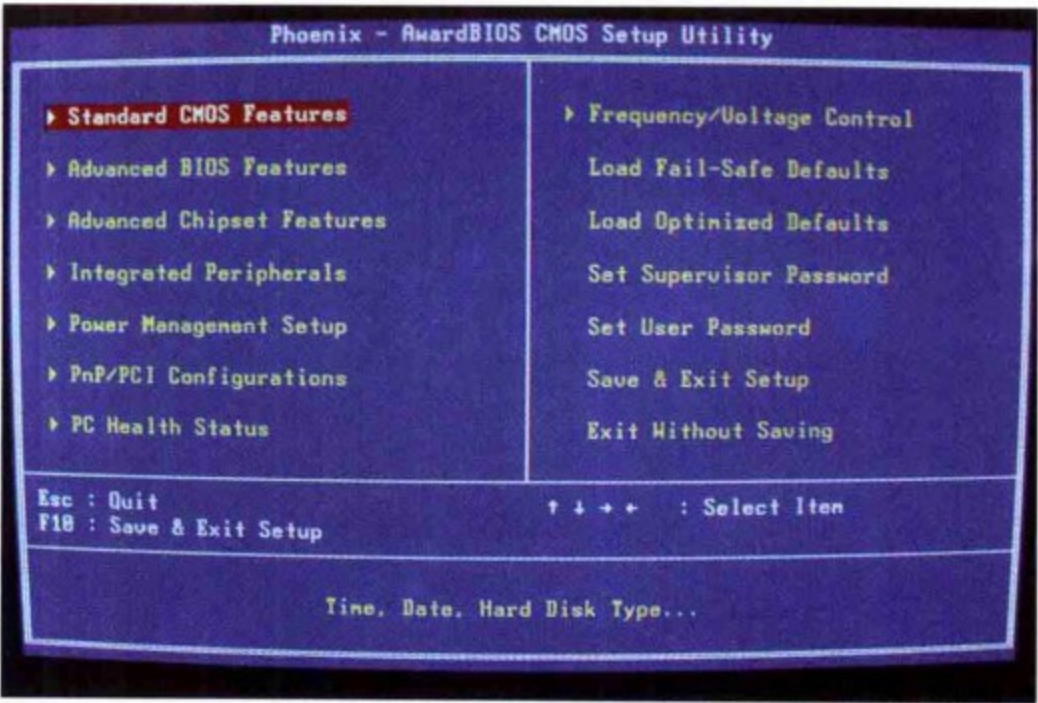 Phoenix - AwardBIOS CMOS Setup Utility
▶ Standard CMOS Features
▶ Advanced BIOS Features
▶ Advanced Chipset Features
▶ Integrated Peripherals
▶ Power Management Setup
▶ PnP/PCI Configurations
▶ PC Health Status
▶ Frequency/Voltage Control
Load Fail-Safe Defaults
Load Optimized Defaults
Set Supervisor Password
Set User Password
Save & Exit Setup
Exit Without Saving
Esc : Quit
F10 : Save & Exit Setup
↑ ↓ → ← : Select Item
Time, Date, Hard Disk Type...